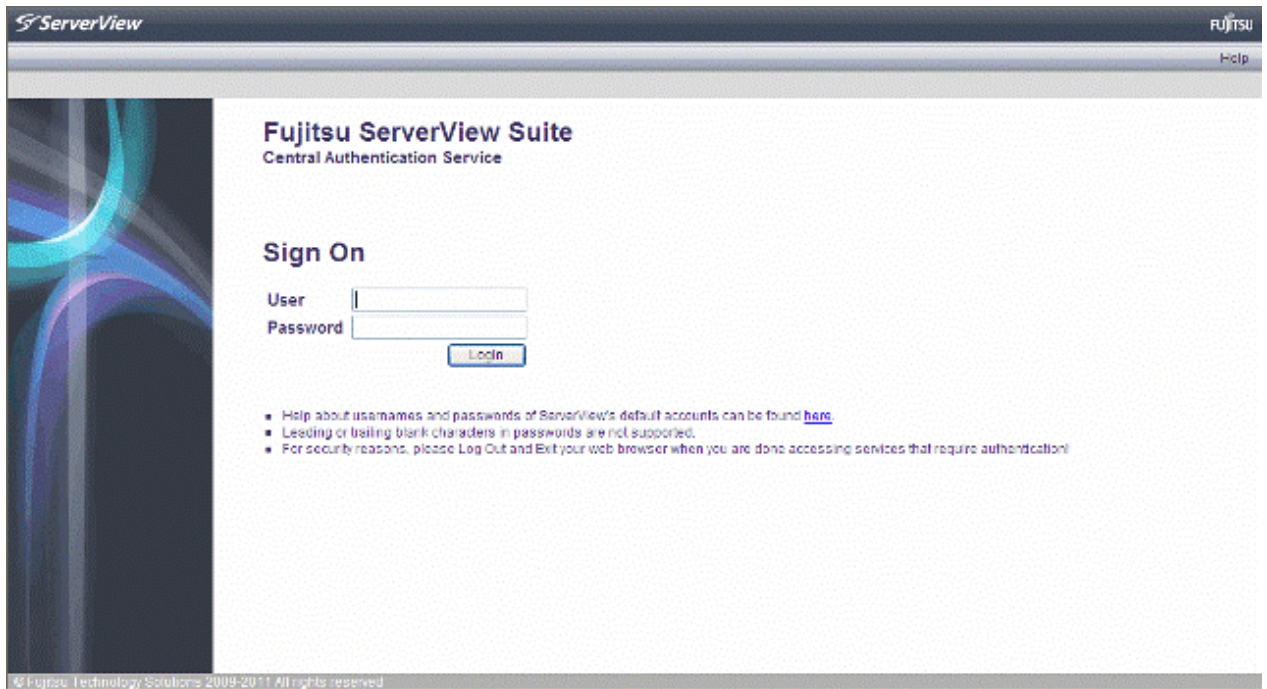 ServerView
FUJITSU
Help
Fujitsu ServerView Suite
Central Authentication Service
Sign On
User
Password
Login
Help about usernames and passwords of ServerView's default accounts can be found here.
Leading or trailing blank characters in passwords are not supported.
For security reasons, please Log Out and Exit your web browser when you are done accessing services that require authentication!
© Fujitsu Technology Solutions 2009-2011 All rights reserved